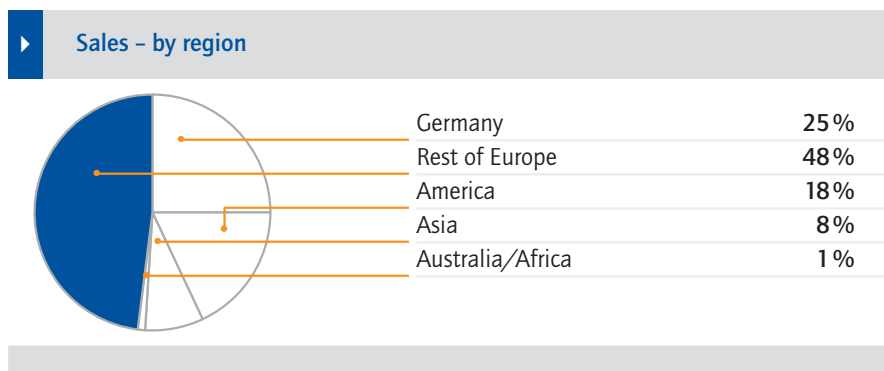 Sales – by region
Germany 25%
Rest of Europe 48%
America 18%
Asia 8%
Australia/Africa 1%